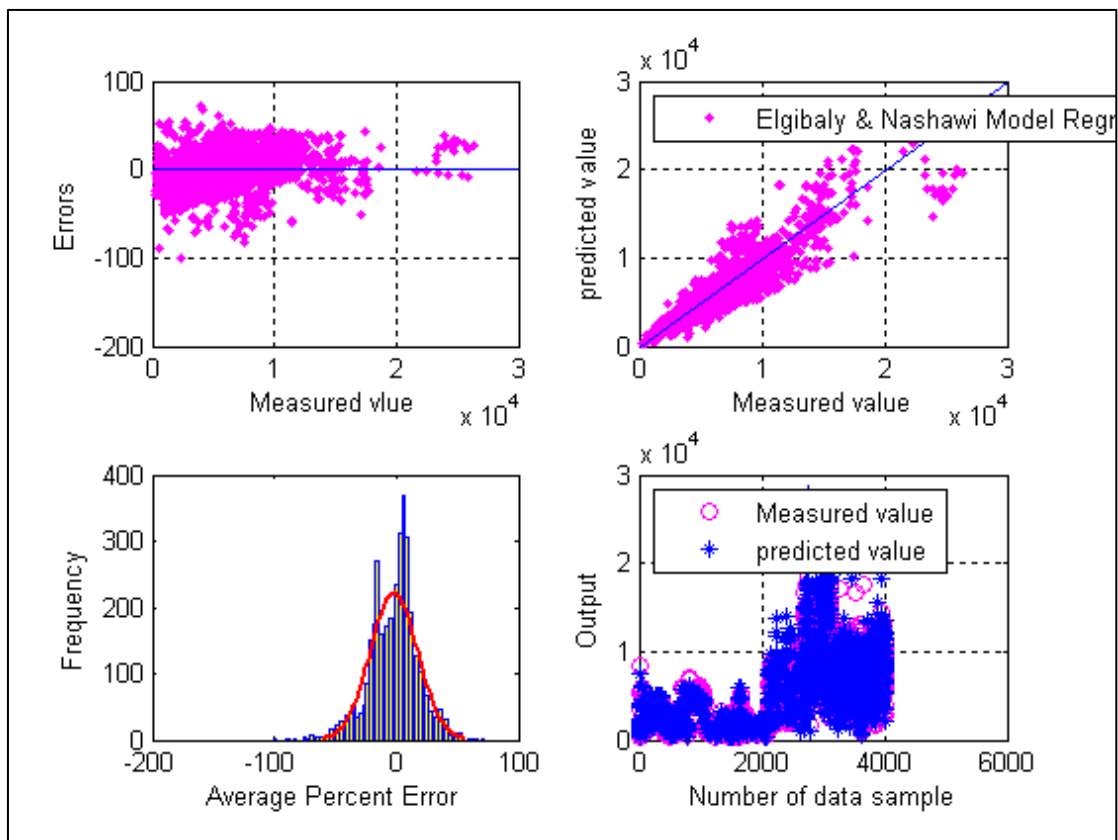 100
0
-100
-200
Errors
0
1
2
3
Measured vlue
x 10^4
x 10^4
3
2
1
0
predicted value
Elgibaly & Nashawi Model Regr
0
1
2
3
Measured value
x 10^4
400
300
200
100
0
Frequency
-200
-100
0
100
Average Percent Error
x 10^4
3
2
1
0
Output
Measured value
predicted value
0
2000
4000
6000
Number of data sample